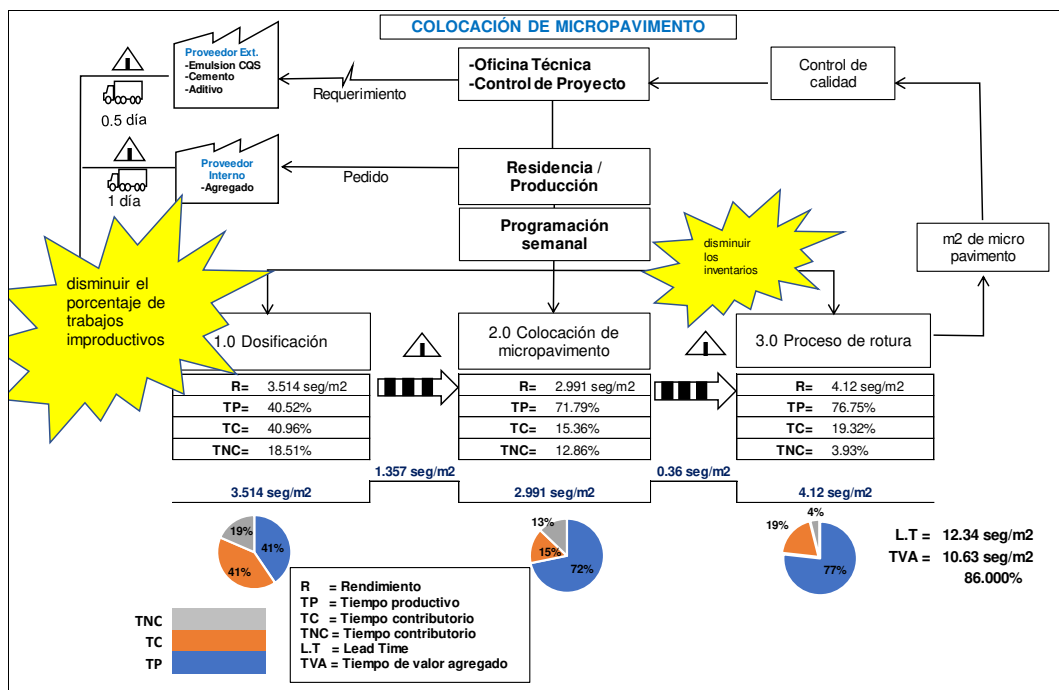 COLOCACIÓN DE MICROPAVIMENTO
Proveedor Ext.
-Emulsion CQS
-Cemento
-Aditivo
0.5 día
Requerimiento
-Oficina Técnica
-Control de Proyecto
Control de
calidad
Proveedor
Interno
-Agregado
1 día
Pedido
Residencia /
Producción
Programación
semanal
disminuir
los
inventarios
m2 de micro
pavimento
disminuir el
porcentaje de
trabajos
improductivos
1.0 Dosificación
2.0 Colocación de
micropavimento
3.0 Proceso de rotura
R= 3.514 seg/m2
TP= 40.52%
TC= 40.96%
TNC= 18.51%
R= 2.991 seg/m2
TP= 71.79%
TC= 15.36%
TNC= 12.86%
R= 4.12 seg/m2
TP= 76.75%
TC= 19.32%
TNC= 3.93%
1.357 seg/m2
0.36 seg/m2
3.514 seg/m2
2.991 seg/m2
4.12 seg/m2
19%
41%
41%
13%
15%
72%
4%
19%
77%
L.T = 12.34 seg/m2
TVA = 10.63 seg/m2
86.000%
R = Rendimiento
TP = Tiempo productivo
TC = Tiempo contributorio
TNC = Tiempo contributorio
L.T = Lead Time
TVA = Tiempo de valor agregado
TNC
TC
TP